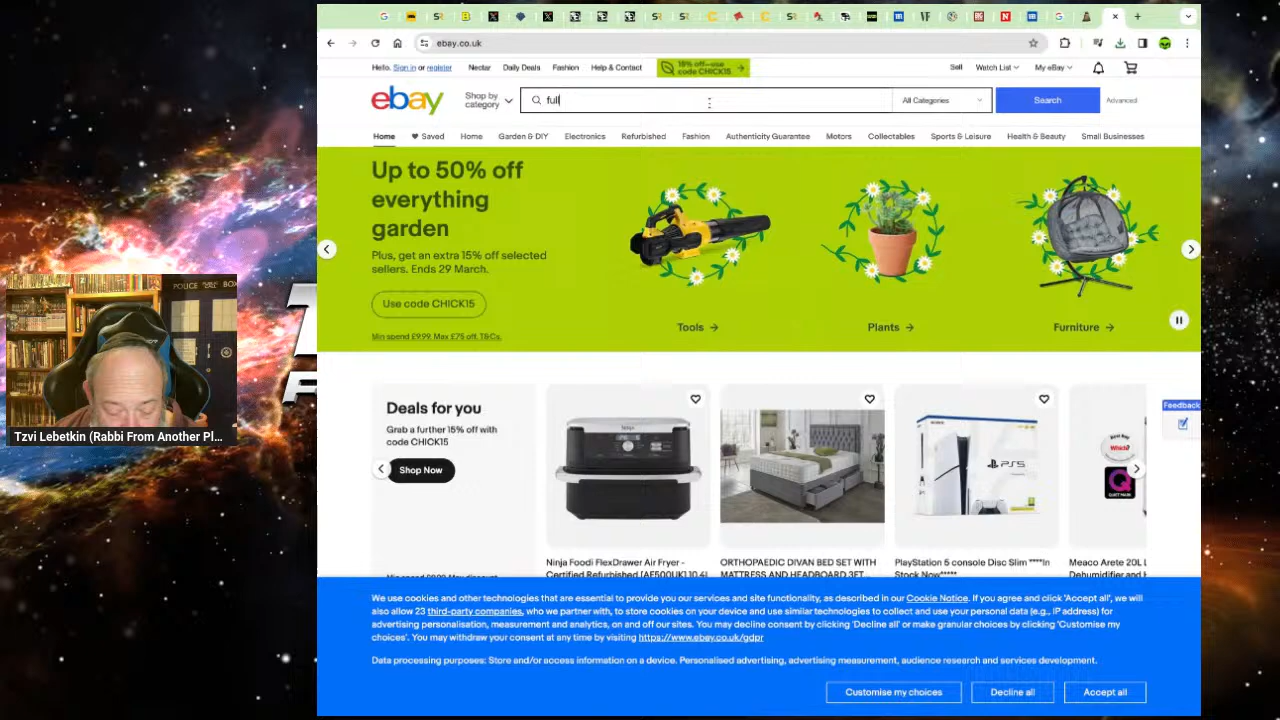 ebay.co.uk
Hello. Sign in or register
Nectar
Daily Deals
Fashion
Help & Contact
15% off—use code CHICK15
Sell
Watch List
My eBay
ebay
Shop by category
full
All Categories
Search
Advanced
Home
Saved
Home
Garden & DIY
Electronics
Refurbished
Fashion
Authenticity Guarantee
Motors
Collectables
Sports & Leisure
Health & Beauty
Small Businesses
Up to 50% off
everything
garden
Plus, get an extra 15% off selected
sellers. Ends 29 March.
Use code CHICK15
Min spend £9.99. Max £75 off. T&Cs.
Tools
Plants
Furniture
POLICE
BOX
Tzvi Lebetkin (Rabbi From Another Pl...
Feedback
Deals for you
Grab a further 15% off with
code CHICK15
Shop Now
PS5
Which?
Ninja Foodi FlexDrawer Air Fryer -
Certified Refurbished [AF500UK] 10.4L
ORTHOPAEDIC DIVAN BED SET WITH
MATTRESS AND HEADBOARD 3FT...
PlayStation 5 console Disc Slim ****In
Stock Now*****
Meaco Arete 20L
Dehumidifier and
We use cookies and other technologies that are essential to provide you our services and site functionality, as described in our Cookie Notice. If you agree and click 'Accept all', we will
also allow 23 third-party companies, who we partner with, to store cookies on your device and use similar technologies to collect and use your personal data (e.g., IP address) for
advertising personalisation, measurement and analytics, on and off our sites. You may decline consent by clicking 'Decline all' or make granular choices by clicking 'Customise my
choices'. You may withdraw your consent at any time by visiting https://www.ebay.co.uk/gdpr
Data processing purposes: Store and/or access information on a device. Personalised advertising, advertising measurement, audience research and services development.
Customise my choices
Decline all
Accept all